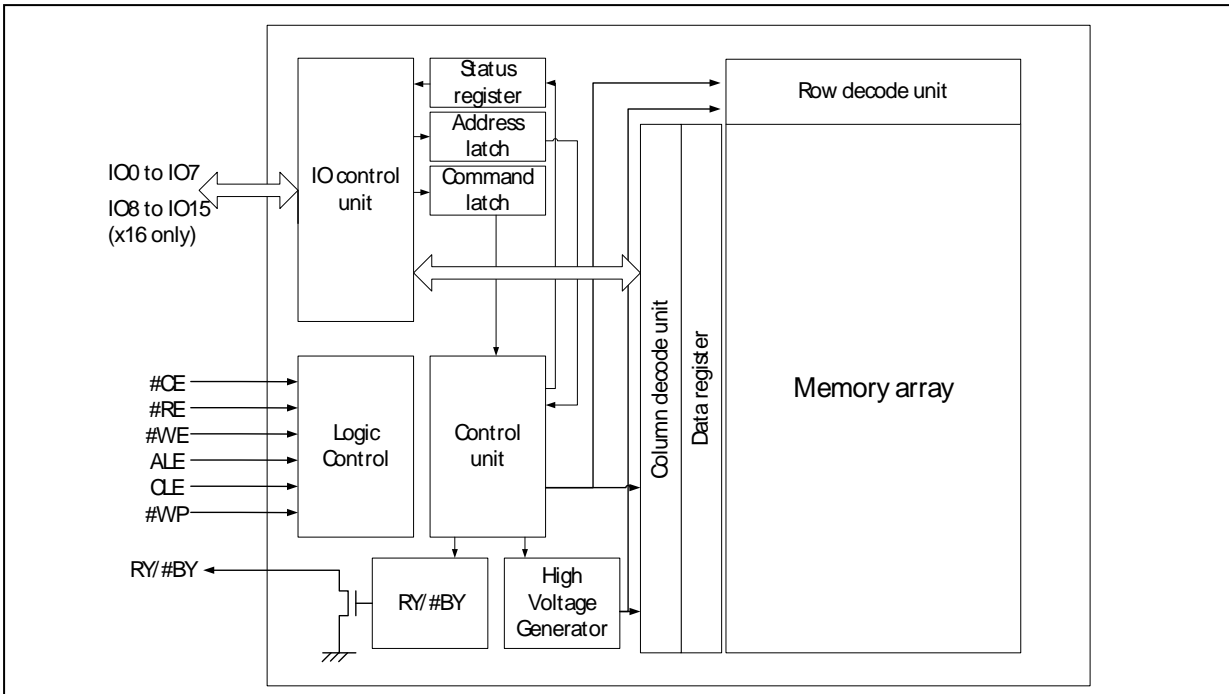 Status
register
Address
latch
Command
latch
Row decode unit
IO0 to IO7
IO8 to IO15
(x16 only)
IO control
unit
#CE
#RE
#WE
ALE
CLE
#WP
Logic
Control
Control
unit
Column decode unit
Data register
Memory array
RY/#BY
RY/#BY
High
Voltage
Generator